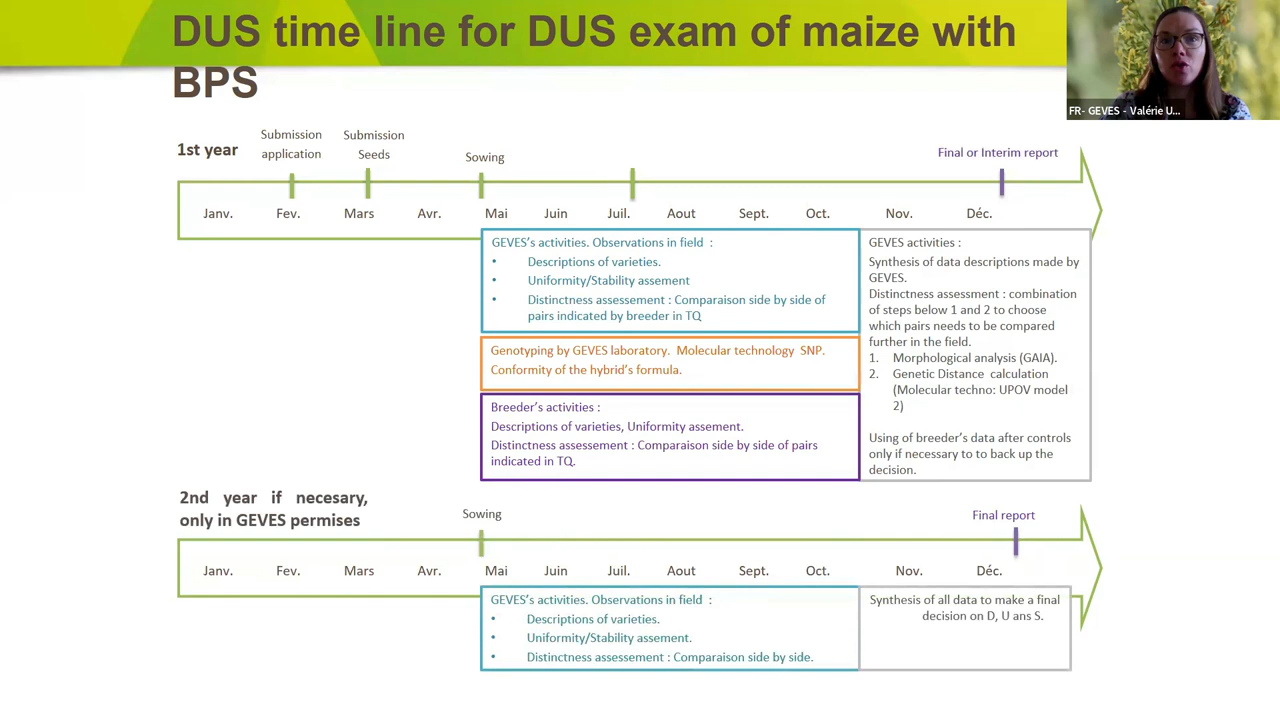 DUS time line for DUS exam of maize with
BPS
FR- GEVES - Valérie U...
1st year
Submission
application
Submission
Seeds
Sowing
Final or Interim report
Janv. Fev. Mars Avr. Mai Juin Juil. Aout Sept. Oct. Nov. Déc.
GEVES's activities. Observations in field :
• Descriptions of varieties.
• Uniformity/Stability assement
• Distinctness assessement : Comparaison side by side of
pairs indicated by breeder in TQ
Genotyping by GEVES laboratory. Molecular technology SNP.
Conformity of the hybrid's formula.
Breeder's activities :
Descriptions of varieties, Uniformity assement.
Distinctness assessement : Comparaison side by side of pairs
indicated in TQ.
GEVES activities :
Synthesis of data descriptions made by
GEVES.
Distinctness assessment : combination
of steps below 1 and 2 to choose
which pairs needs to be compared
further in the field.
1. Morphological analysis (GAIA).
2. Genetic Distance calculation
(Molecular techno: UPOV model
2)
Using of breeder's data after controls
only if necessary to to back up the
decision.
2nd year if necesary,
only in GEVES permises
Sowing
Final report
Janv. Fev. Mars Avr. Mai Juin Juil. Aout Sept. Oct. Nov. Déc.
GEVES's activities. Observations in field :
• Descriptions of varieties.
• Uniformity/Stability assement.
• Distinctness assessement : Comparaison side by side.
Synthesis of all data to make a final
decision on D, U ans S.